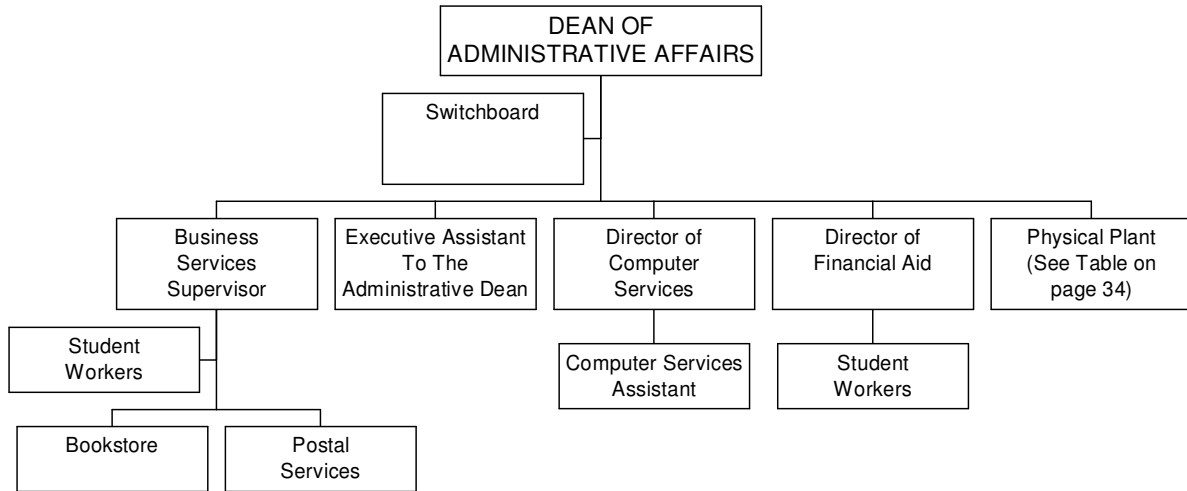 DEAN OF
ADMINISTRATIVE AFFAIRS
Switchboard
Business
Services
Supervisor
Executive Assistant
To The
Administrative Dean
Director of
Computer
Services
Director of
Financial Aid
Physical Plant
(See Table on
page 34)
Student
Workers
Computer Services
Assistant
Student
Workers
Bookstore
Postal
Services